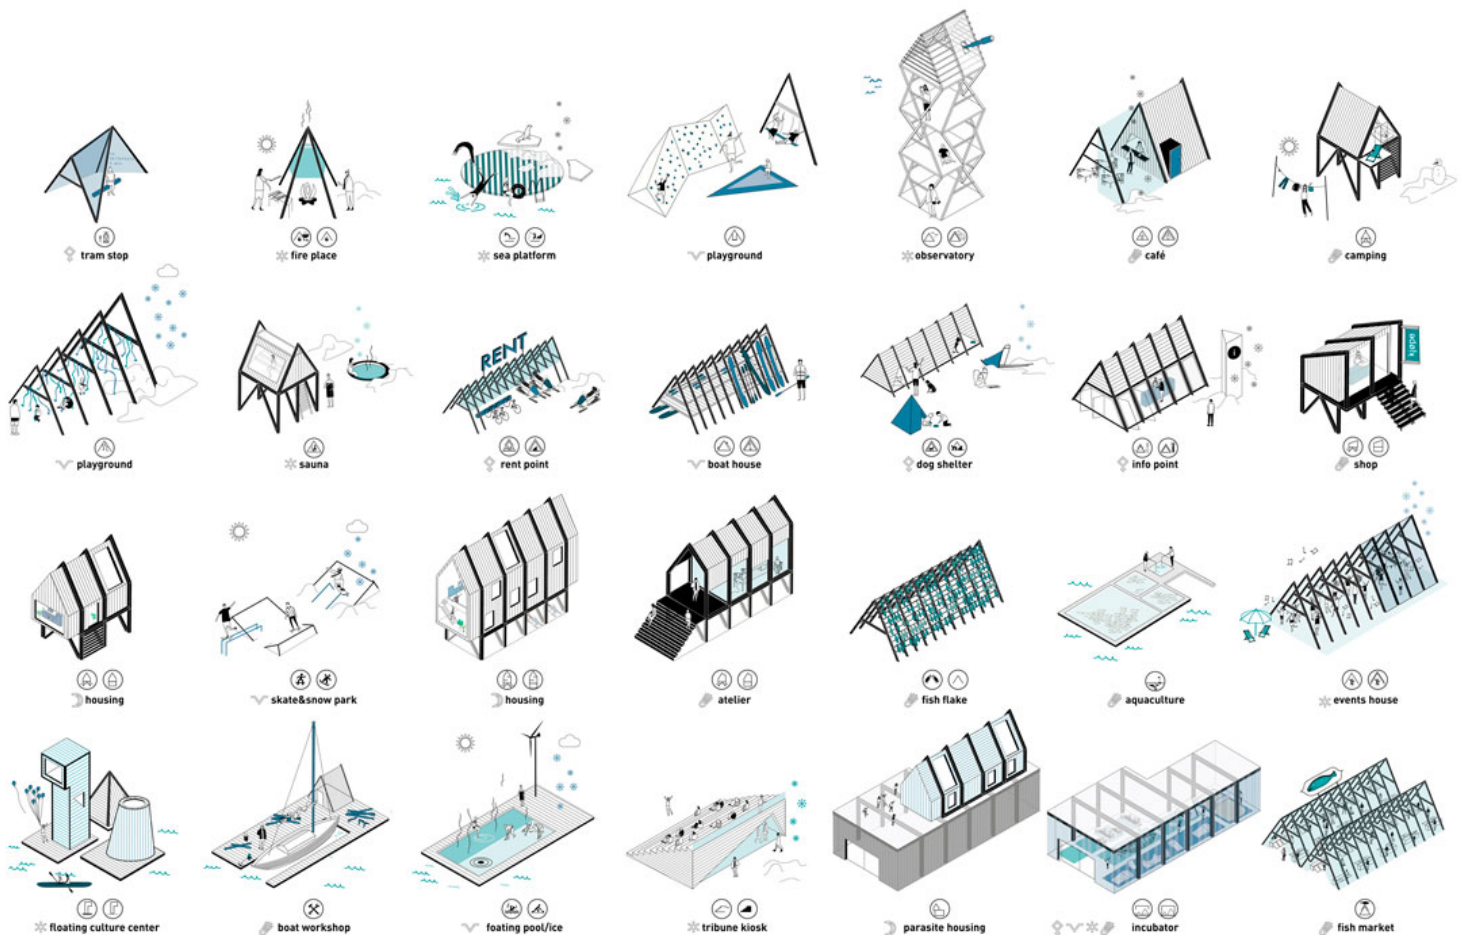 tram stop
fire place
sea platform
playground
observatory
café
camping
playground
sauna
RENT
rent point
boat house
dog shelter
i
info point
kjøpe
shop
housing
skate&snow park
housing
atelier
fish flake
aquaculture
events house
floating culture center
boat workshop
foating pool/ice
tribune kiosk
parasite housing
incubator
fish market